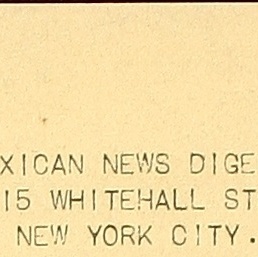 XICAN NEWS DIGE
15 WHITEHALL ST
NEW YORK CITY.